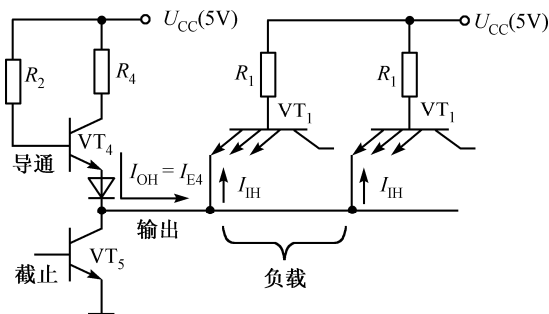 U_CC(5V)
U_CC(5V)
R_2
R_4
R_1
R_1
VT_1
VT_1
VT_4
导通
I_OH = I_E4
I_IH
I_IH
输出
VT_5
截止
负载